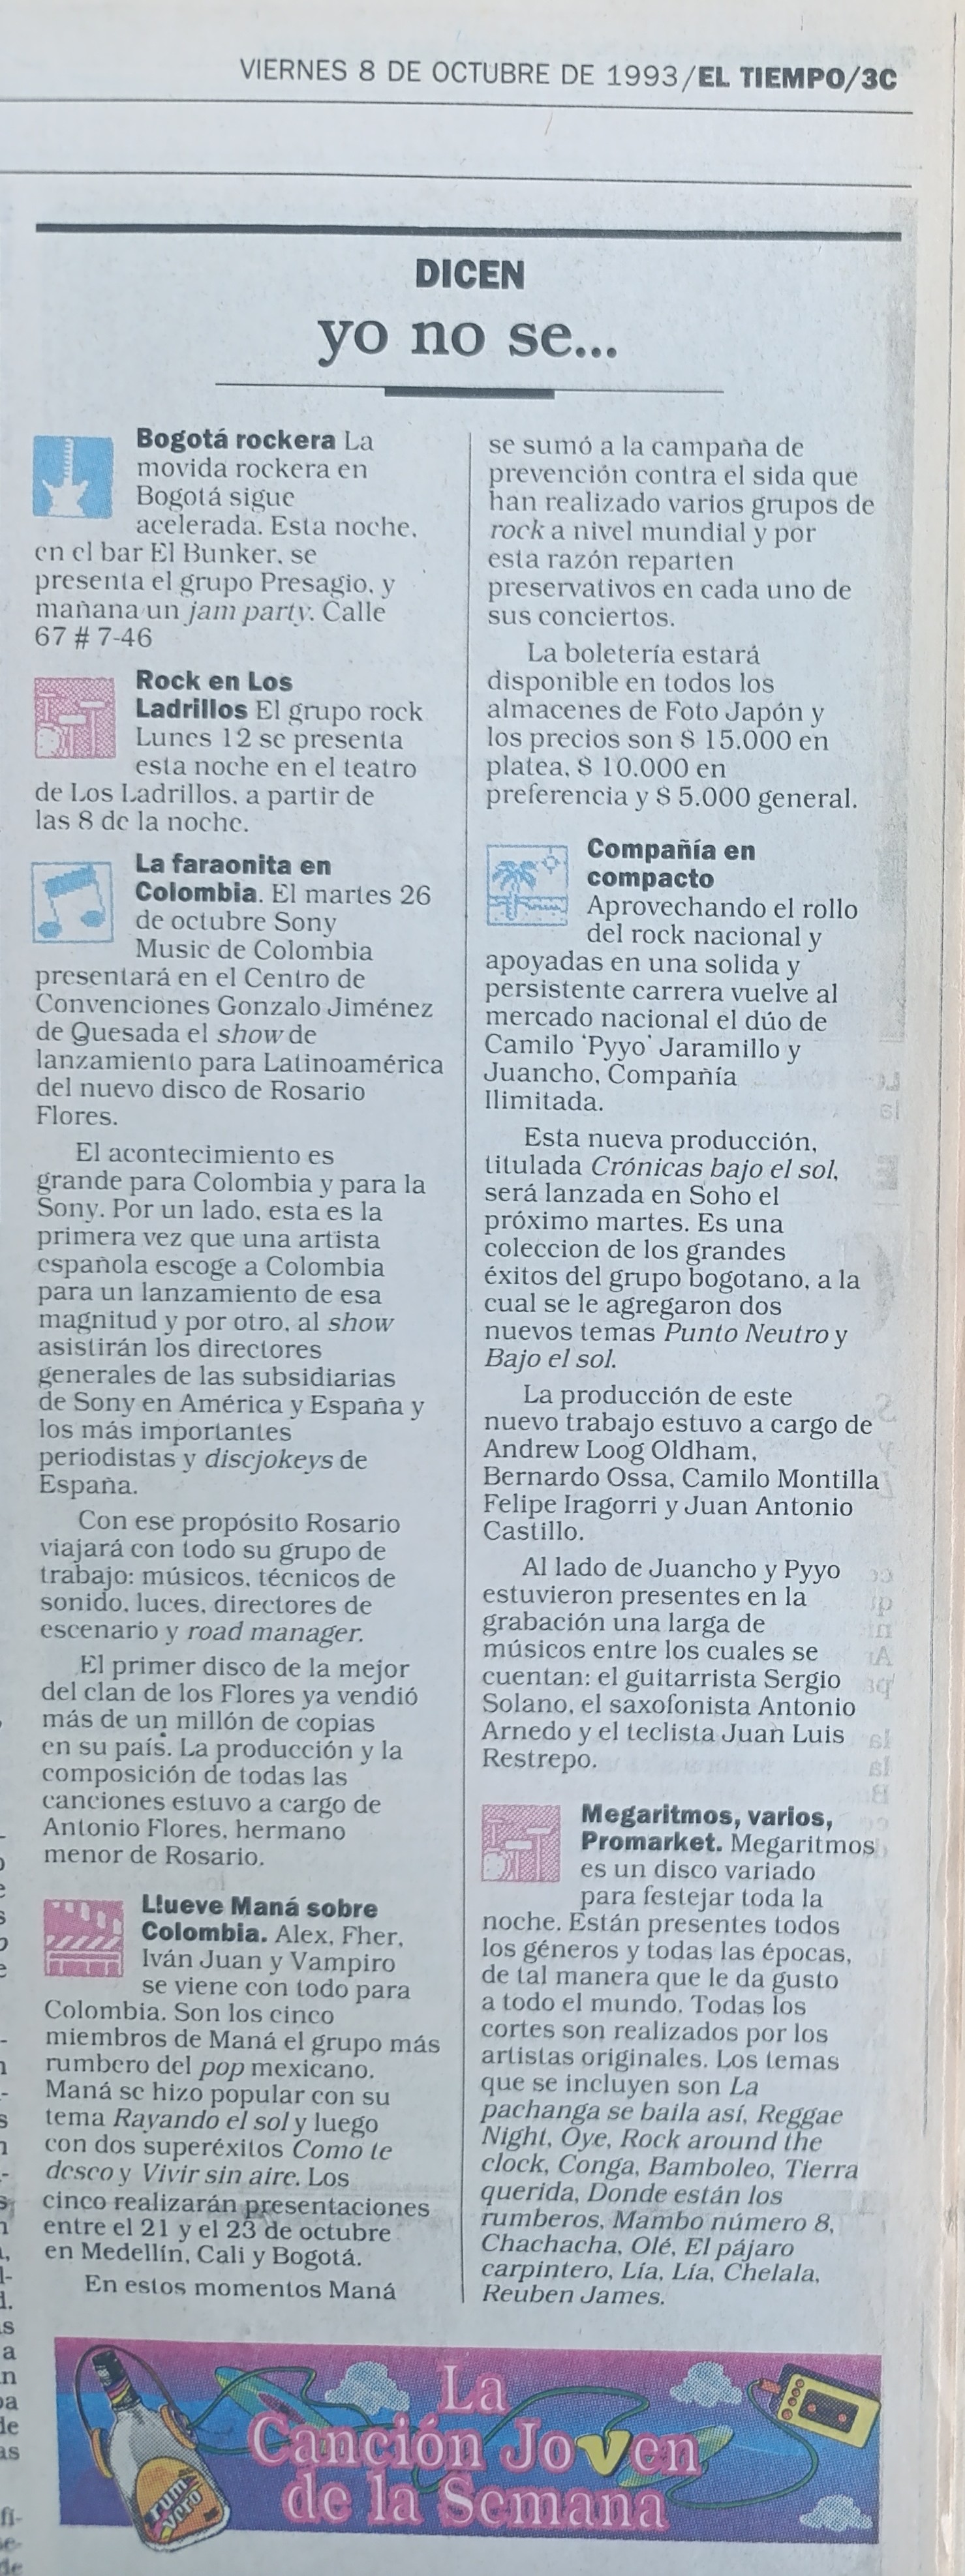 VIERNES 8 DE OCTUBRE DE 1993/EL TIEMPO/3C
DICEN
yo no se...
Bogotá rockera La
movida rockera en
Bogotá sigue
acelerada. Esta noche,
en el bar El Bunker, se
presenta el grupo Presagio, y
mañana un jam party. Calle
67 # 7-46
Rock en Los
Ladrillos El grupo rock
Lunes 12 se presenta
esta noche en el teatro
de Los Ladrillos, a partir de
las 8 de la noche.
La faraonita en
Colombia. El martes 26
de octubre Sony
Music de Colombia
presentará en el Centro de
Convenciones Gonzalo Jiménez
de Quesada el show de
lanzamiento para Latinoamérica
del nuevo disco de Rosario
Flores.
El acontecimiento es
grande para Colombia y para la
Sony. Por un lado, esta es la
primera vez que una artista
española escoge a Colombia
para un lanzamiento de esa
magnitud y por otro, al show
asistirán los directores
generales de las subsidiarias
de Sony en América y España y
los más importantes
periodistas y discjokeys de
España.
Con ese propósito Rosario
viajará con todo su grupo de
trabajo: músicos, técnicos de
sonido, luces, directores de
escenario y road manager.
El primer disco de la mejor
del clan de los Flores ya vendió
más de un millón de copias
en su país. La producción y la
composición de todas las
canciones estuvo a cargo de
Antonio Flores, hermano
menor de Rosario.
Llueve Maná sobre
Colombia. Alex, Fher,
Iván Juan y Vampiro
se viene con todo para
Colombia. Son los cinco
miembros de Maná el grupo más
rumbero del pop mexicano.
Maná se hizo popular con su
tema Rayando el sol y luego
con dos superéxitos Como te
deseo y Vivir sin aire. Los
cinco realizarán presentaciones
entre el 21 y el 23 de octubre
en Medellín, Cali y Bogotá.
En estos momentos Maná
se sumó a la campaña de
prevención contra el sida que
han realizado varios grupos de
rock a nivel mundial y por
esta razón reparten
preservativos en cada uno de
sus conciertos.
La boletería estará
disponible en todos los
almacenes de Foto Japón y
los precios son $ 15.000 en
platea, $ 10.000 en
preferencia y $ 5.000 general.
Compañía en
compacto
Aprovechando el rollo
del rock nacional y
apoyadas en una solida y
persistente carrera vuelve al
mercado nacional el dúo de
Camilo 'Pyyo' Jaramillo y
Juancho, Compañía
Ilimitada.
Esta nueva producción,
titulada Crónicas bajo el sol,
será lanzada en Soho el
próximo martes. Es una
coleccion de los grandes
éxitos del grupo bogotano, a la
cual se le agregaron dos
nuevos temas Punto Neutro y
Bajo el sol.
La producción de este
nuevo trabajo estuvo a cargo de
Andrew Loog Oldham,
Bernardo Ossa, Camilo Montilla
Felipe Iragorri y Juan Antonio
Castillo.
Al lado de Juancho y Pyyo
estuvieron presentes en la
grabación una larga de
músicos entre los cuales se
cuentan: el guitarrista Sergio
Solano, el saxofonista Antonio
Arnedo y el teclista Juan Luis
Restrepo.
Megaritmos, varios,
Promarket. Megaritmos
es un disco variado
para festejar toda la
noche. Están presentes todos
los géneros y todas las épocas,
de tal manera que le da gusto
a todo el mundo. Todas los
cortes son realizados por los
artistas originales. Los temas
que se incluyen son La
pachanga se baila así, Reggae
Night, Oye, Rock around the
clock, Conga, Bamboleo, Tierra
querida, Donde están los
rumberos, Mambo número 8,
Chachacha, Olé, El pájaro
carpintero, Lía, Lía, Chelala,
Reuben James.
La
Canción Joven
de la Semana
rum